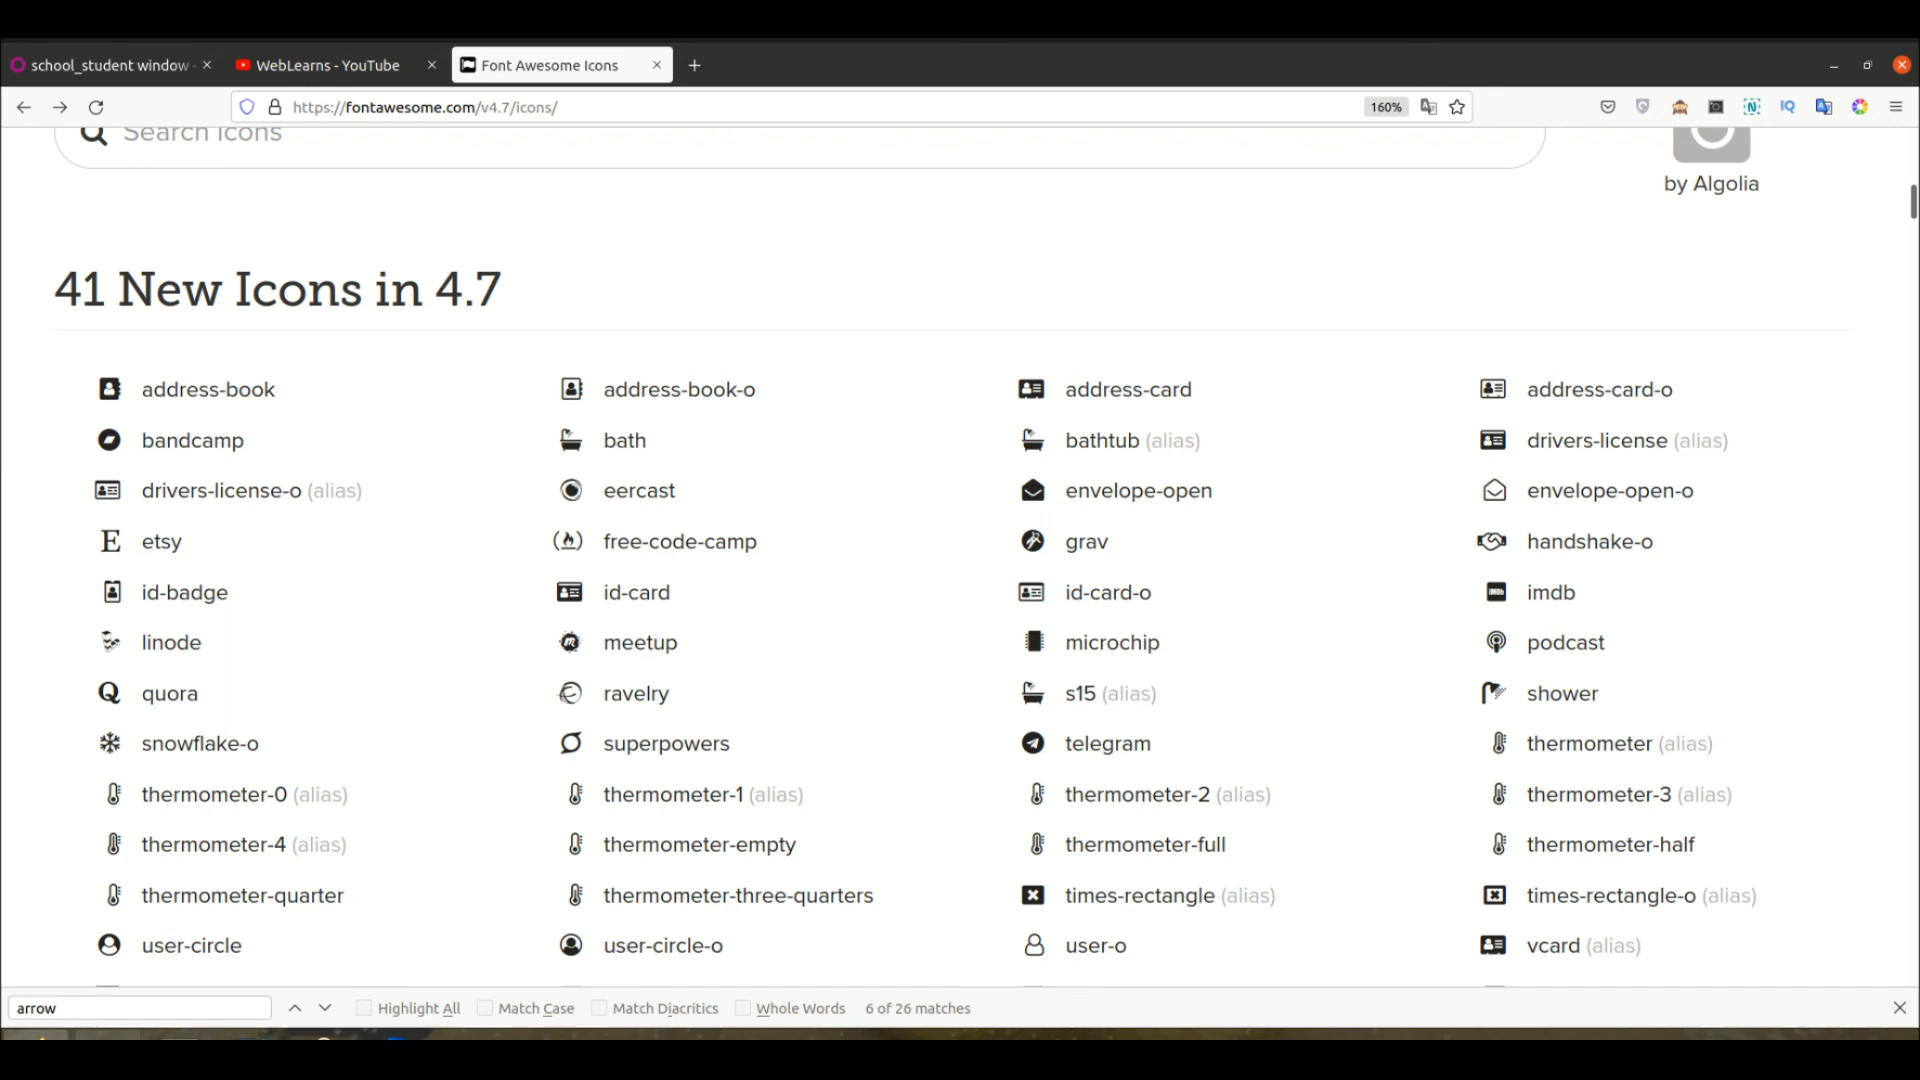 school_student window
WebLearns - YouTube
Font Awesome Icons
https://fontawesome.com/v4.7/icons/
160%
Search icons
by Algolia
41 New Icons in 4.7
address-book
address-book-o
address-card
address-card-o
bandcamp
bath
bathtub (alias)
drivers-license (alias)
drivers-license-o (alias)
eercast
envelope-open
envelope-open-o
etsy
free-code-camp
grav
handshake-o
id-badge
id-card
id-card-o
imdb
linode
meetup
microchip
podcast
quora
ravelry
s15 (alias)
shower
snowflake-o
superpowers
telegram
thermometer (alias)
thermometer-0 (alias)
thermometer-1 (alias)
thermometer-2 (alias)
thermometer-3 (alias)
thermometer-4 (alias)
thermometer-empty
thermometer-full
thermometer-half
thermometer-quarter
thermometer-three-quarters
times-rectangle (alias)
times-rectangle-o (alias)
user-circle
user-circle-o
user-o
vcard (alias)
arrow
Highlight All
Match Case
Match Diacritics
Whole Words
6 of 26 matches